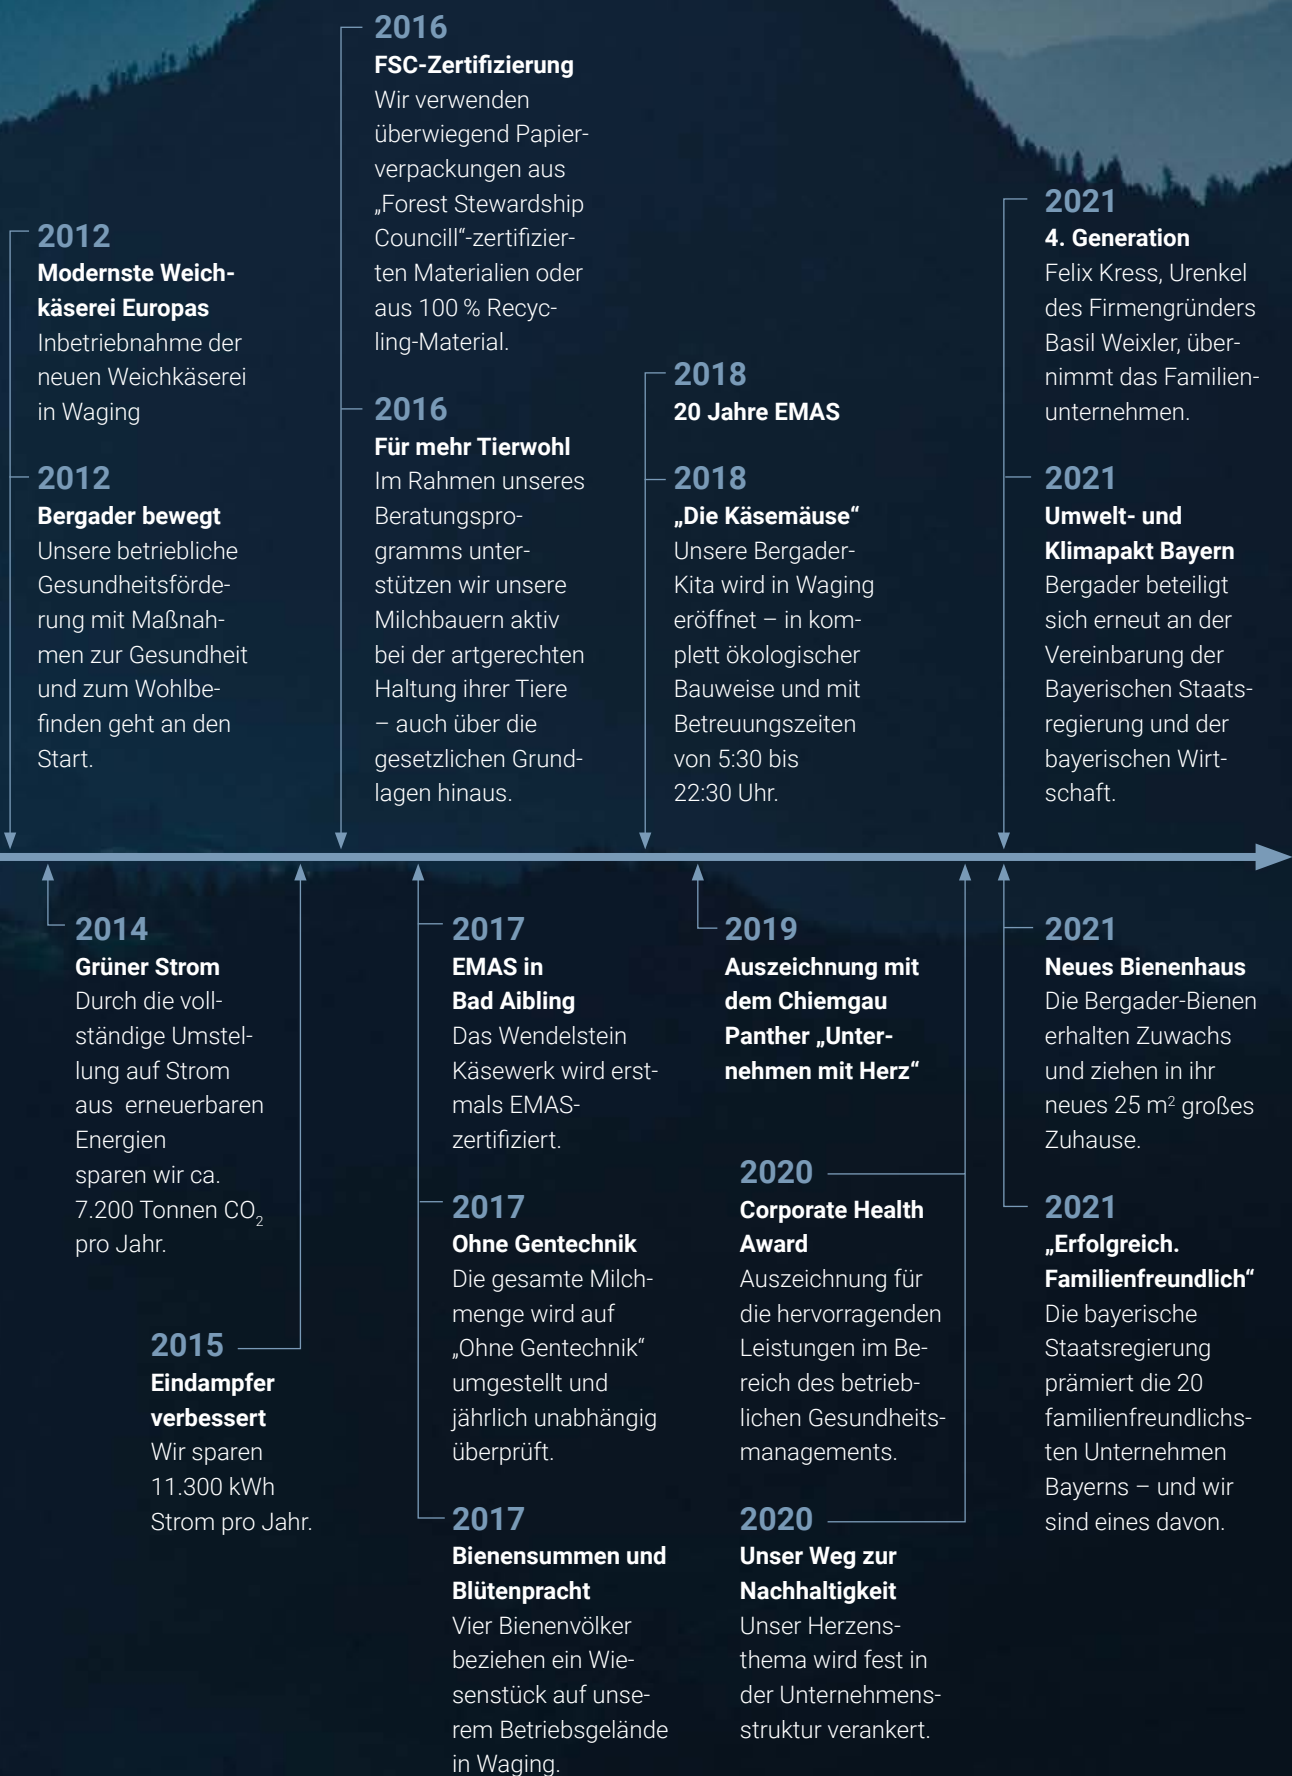 2012
Modernste Weich-
käserei Europas
Inbetriebnahme der
neuen Weichkäserei
in Waging
2012
Bergader bewegt
Unsere betriebliche
Gesundheitsförde-
rung mit Maßnah-
men zur Gesundheit
und zum Wohlbe-
finden geht an den
Start.
2016
FSC-Zertifizierung
Wir verwenden
überwiegend Papier-
verpackungen aus
„Forest Stewardship
Councill“-zertifizier-
ten Materialien oder
aus 100 % Recyc-
ling-Material.
2016
Für mehr Tierwohl
Im Rahmen unseres
Beratungspro-
gramms unter-
stützen wir unsere
Milchbauern aktiv
bei der artgerechten
Haltung ihrer Tiere
– auch über die
gesetzlichen Grund-
lagen hinaus.
2018
20 Jahre EMAS
2018
„Die Käsemäuse“
Unsere Bergader-
Kita wird in Waging
eröffnet – in kom-
plett ökologischer
Bauweise und mit
Betreuungszeiten
von 5:30 bis
22:30 Uhr.
2021
4. Generation
Felix Kress, Urenkel
des Firmengründers
Basil Weixler, über-
nimmt das Familien-
unternehmen.
2021
Umwelt- und
Klimapakt Bayern
Bergader beteiligt
sich erneut an der
Vereinbarung der
Bayerischen Staats-
regierung und der
bayerischen Wirt-
schaft.
2014
Grüner Strom
Durch die voll-
ständige Umstel-
lung auf Strom
aus erneuerbaren
Energien
sparen wir ca.
7.200 Tonnen CO₂
pro Jahr.
2015
Eindampfer
verbessert
Wir sparen
11.300 kWh
Strom pro Jahr.
2017
EMAS in
Bad Aibling
Das Wendelstein
Käsewerk wird erst-
mals EMAS-
zertifiziert.
2017
Ohne Gentechnik
Die gesamte Milch-
menge wird auf
„Ohne Gentechnik“
umgestellt und
jährlich unabhängig
überprüft.
2017
Bienensummen und
Blütenpracht
Vier Bienenvölker
beziehen ein Wie-
senstück auf unse-
rem Betriebsgelände
in Waging.
2019
Auszeichnung mit
dem Chiemgau
Panther „Unter-
nehmen mit Herz“
2020
Corporate Health
Award
Auszeichnung für
die hervorragenden
Leistungen im Be-
reich des betrieb-
lichen Gesundheits-
managements.
2020
Unser Weg zur
Nachhaltigkeit
Unser Herzens-
thema wird fest in
der Unternehmens-
struktur verankert.
2021
Neues Bienenhaus
Die Bergader-Bienen
erhalten Zuwachs
und ziehen in ihr
neues 25 m² großes
Zuhause.
2021
„Erfolgreich.
Familienfreundlich“
Die bayerische
Staatsregierung
prämiert die 20
familienfreundlichs-
ten Unternehmen
Bayerns – und wir
sind eines davon.